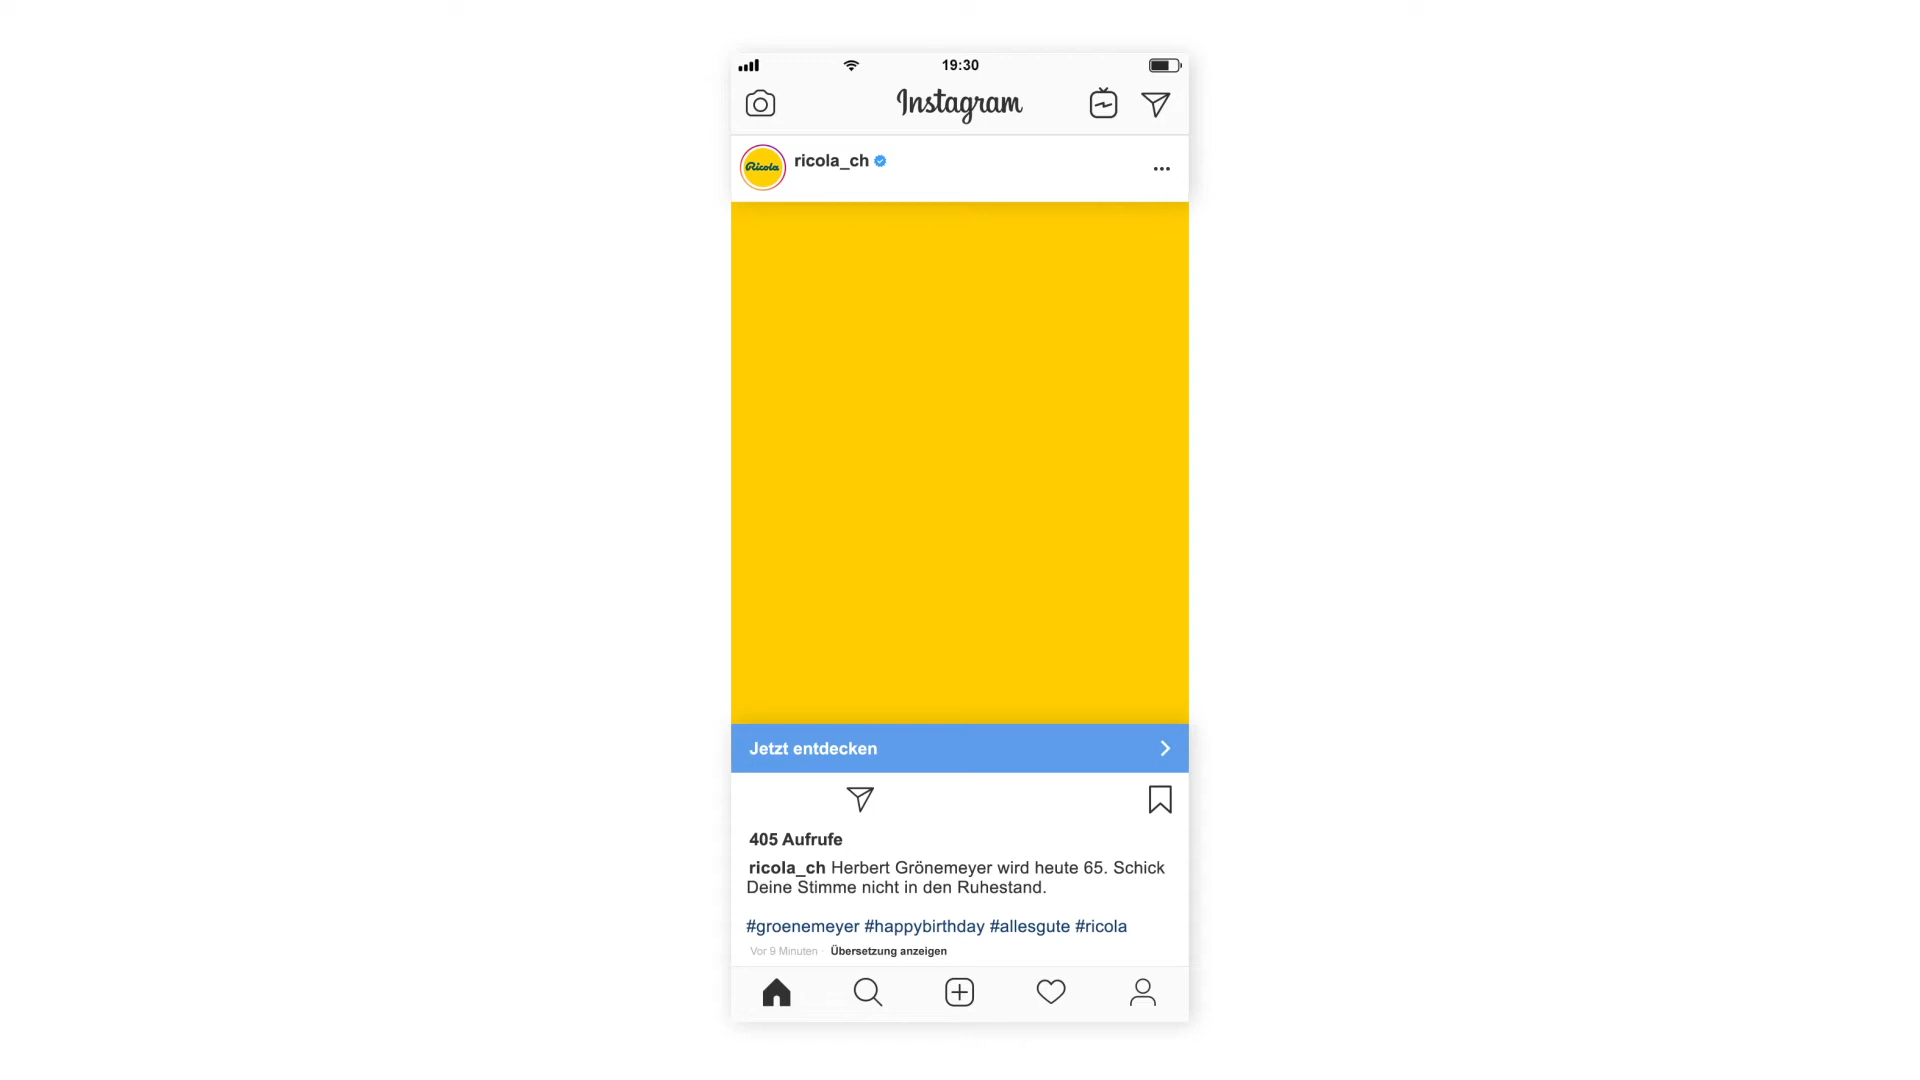 19:30
Instagram
Ricola
ricola_ch
Jetzt entdecken
405 Aufrufe
ricola_ch Herbert Grönemeyer wird heute 65. Schick
Deine Stimme nicht in den Ruhestand.
#groenemeyer #happybirthday #allesgute #ricola
Vor 9 Minuten · Übersetzung anzeigen